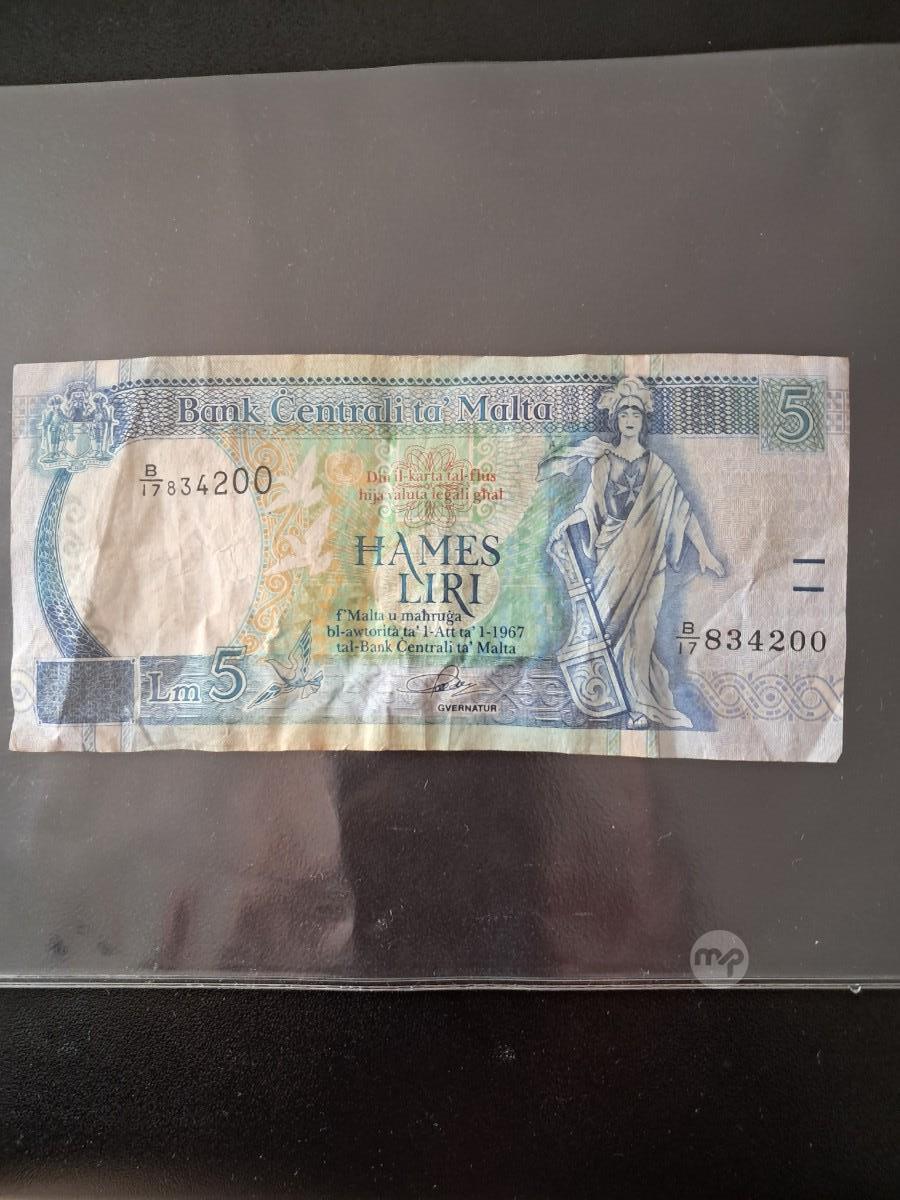 Bank Ċentrali ta' Malta
5
B/17 834200
Din il-karta tal-flus
hija valuta legali għal
ĦAMES
LIRI
f'Malta u maħruġa
bl-awtorità ta' l-Att ta' l-1967
tal-Bank Ċentrali ta' Malta
B/17 834200
Lm 5
GVERNATUR
mp